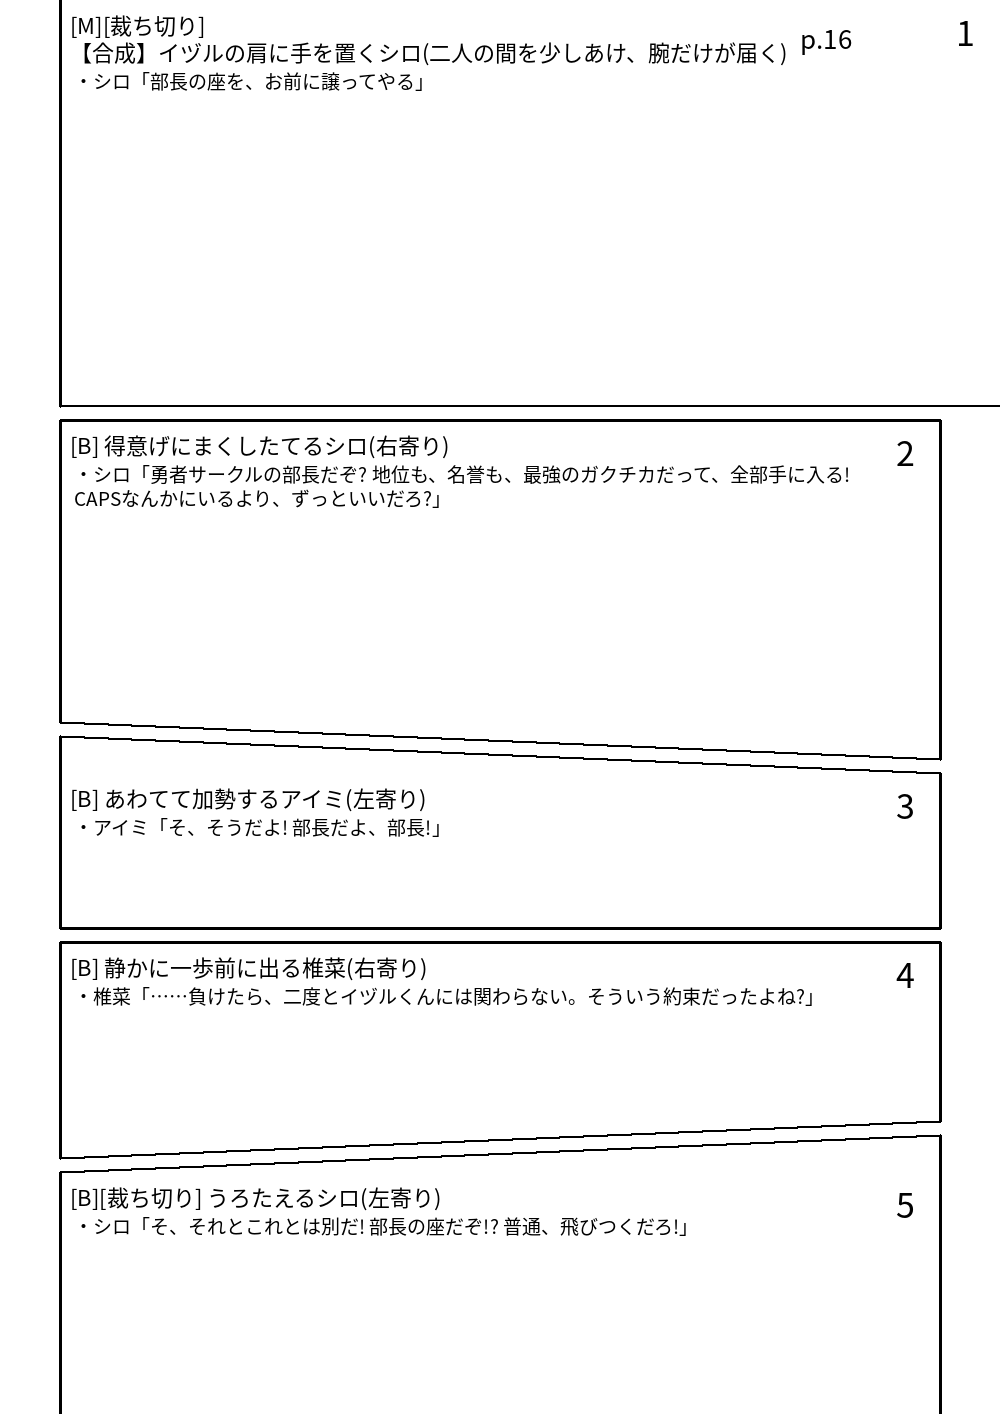 [M][裁ち切り]
【合成】イヅルの肩に手を置くシロ(二人の間を少しあけ、腕だけが届く)
p.16
1
・シロ「部長の座を、お前に譲ってやる」
[B] 得意げにまくしたてるシロ(右寄り)
2
・シロ「勇者サークルの部長だぞ? 地位も、名誉も、最強のガクチカだって、全部手に入る!
CAPSなんかにいるより、ずっといいだろ?」
[B] あわてて加勢するアイミ(左寄り)
3
・アイミ「そ、そうだよ! 部長だよ、部長!」
[B] 静かに一歩前に出る椎菜(右寄り)
4
・椎菜「……負けたら、二度とイヅルくんには関わらない。そういう約束だったよね?」
[B][裁ち切り] うろたえるシロ(左寄り)
5
・シロ「そ、それとこれとは別だ! 部長の座だぞ!? 普通、飛びつくだろ!」